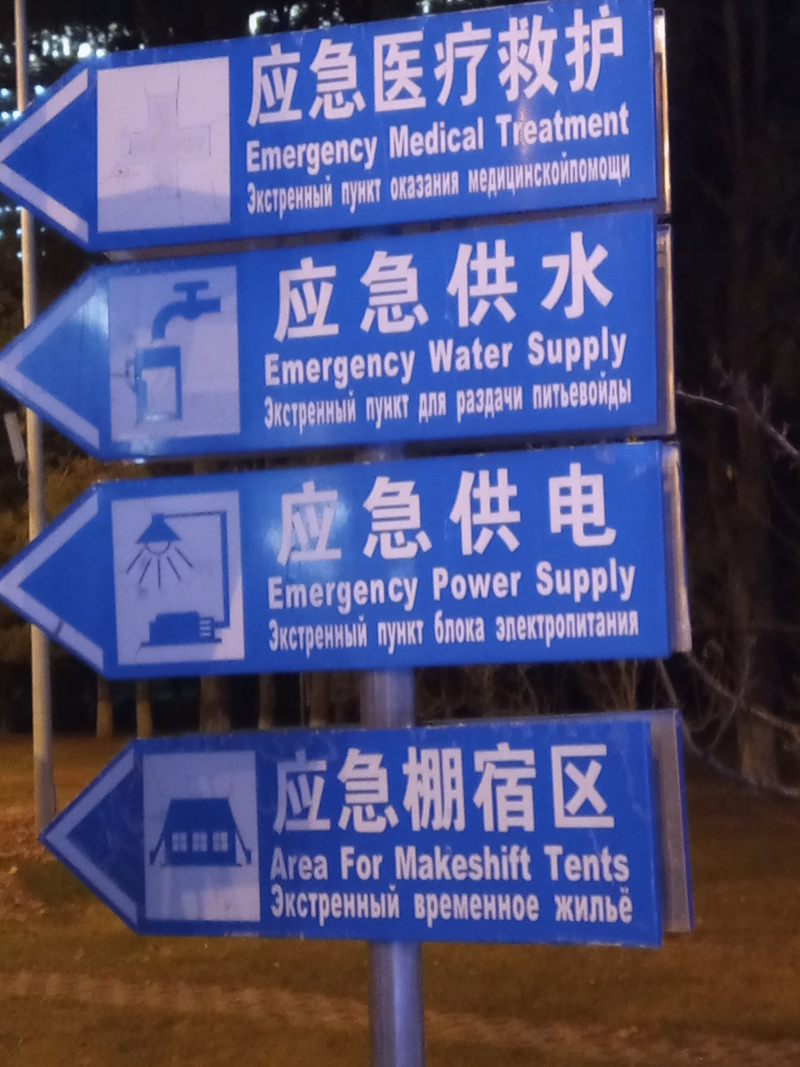 应急医疗救护
Emergency Medical Treatment
Экстренный пункт оказания медицинскойпомощи
应急供水
Emergency Water Supply
Экстренный пункт для раздачи питьевойды
应急供电
Emergency Power Supply
Экстренный пункт блока электропитания
应急棚宿区
Area For Makeshift Tents
Экстренный временное жильё